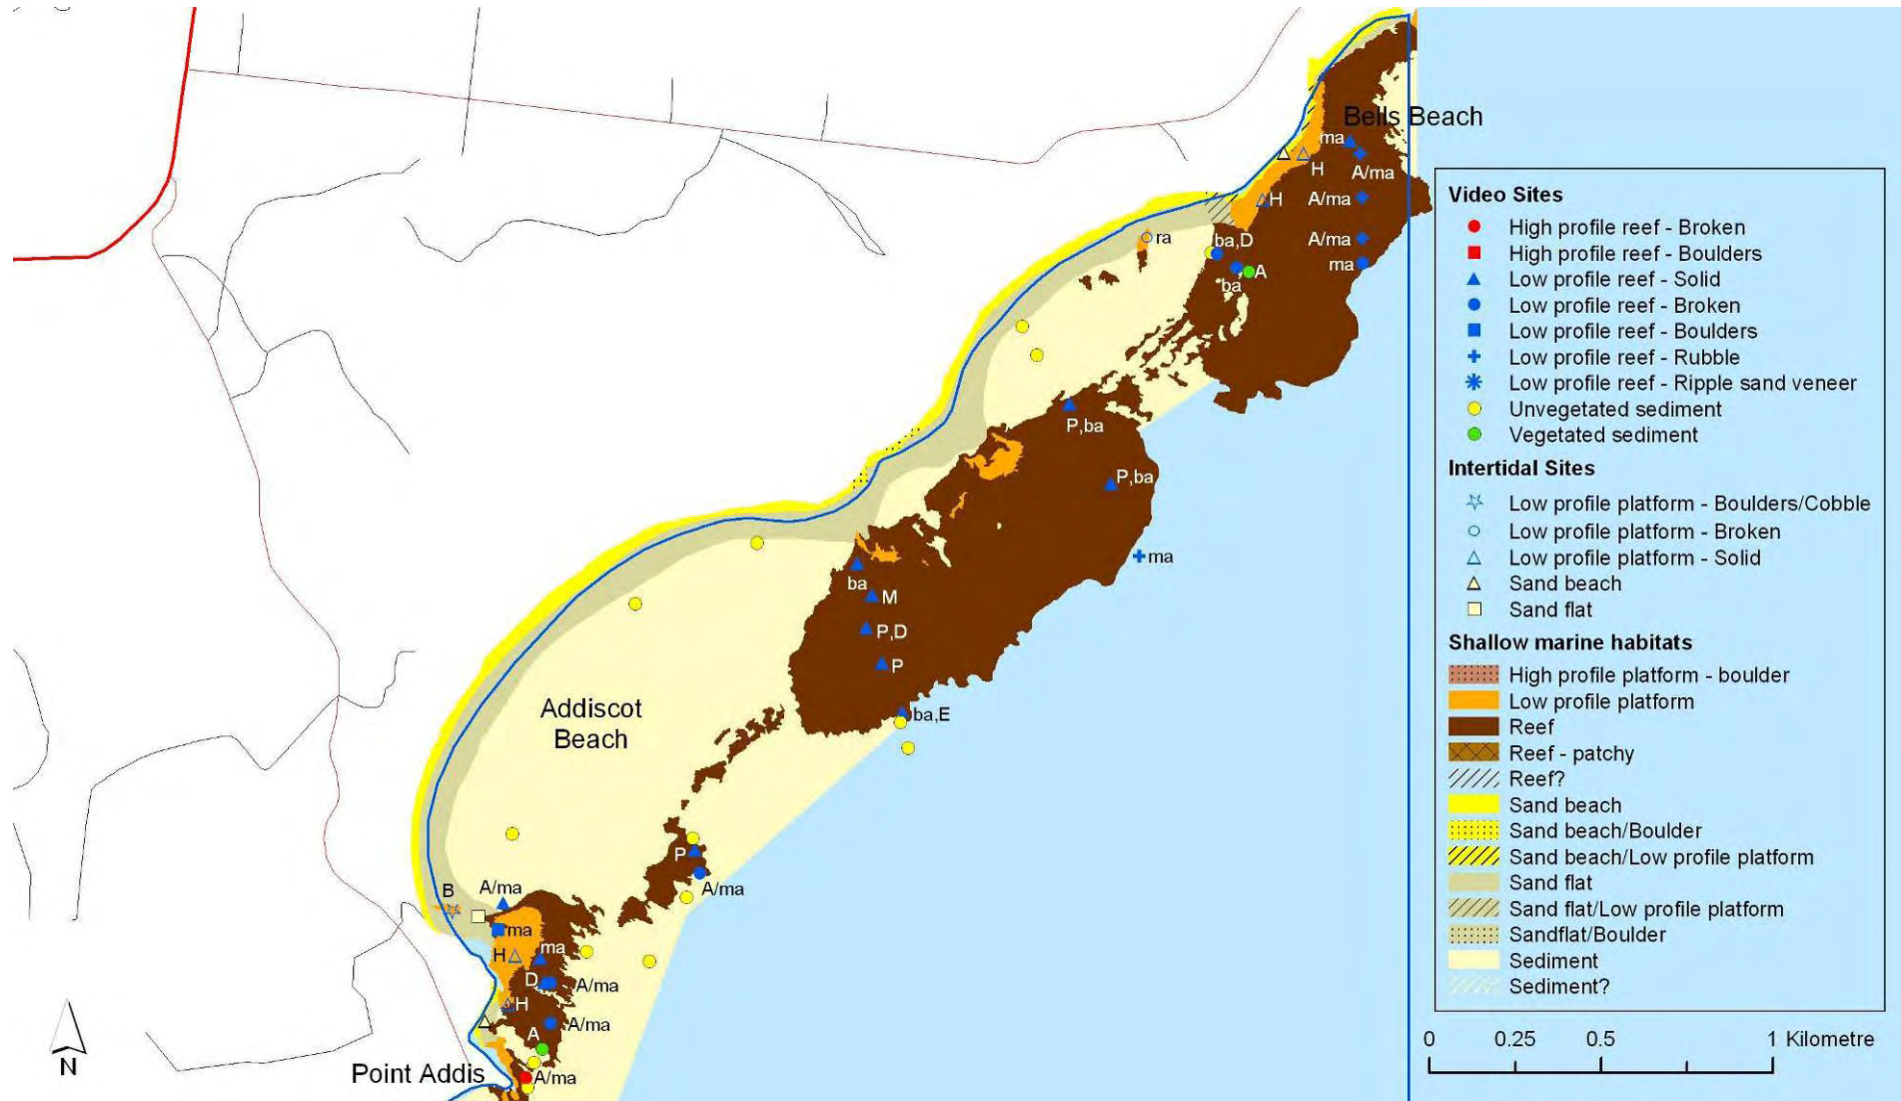 Bells Beach
ma
H
A/ma
H
A/ma
ra
ba,D
A/ma
A
ma
ba
P,ba
P,ba
ma
ba
M
P,D
P
Addiscot
Beach
ba,E
P
A/ma
B
A/ma
ma
H
ma
D
A/ma
H
A/ma
A
Point Addis
A/ma
N
Video Sites
High profile reef - Broken
High profile reef - Boulders
Low profile reef - Solid
Low profile reef - Broken
Low profile reef - Boulders
Low profile reef - Rubble
Low profile reef - Ripple sand veneer
Unvegetated sediment
Vegetated sediment
Intertidal Sites
Low profile platform - Boulders/Cobble
Low profile platform - Broken
Low profile platform - Solid
Sand beach
Sand flat
Shallow marine habitats
High profile platform - boulder
Low profile platform
Reef
Reef - patchy
Reef?
Sand beach
Sand beach/Boulder
Sand beach/Low profile platform
Sand flat
Sand flat/Low profile platform
Sandflat/Boulder
Sediment
Sediment?
0 0.25 0.5 1 Kilometre